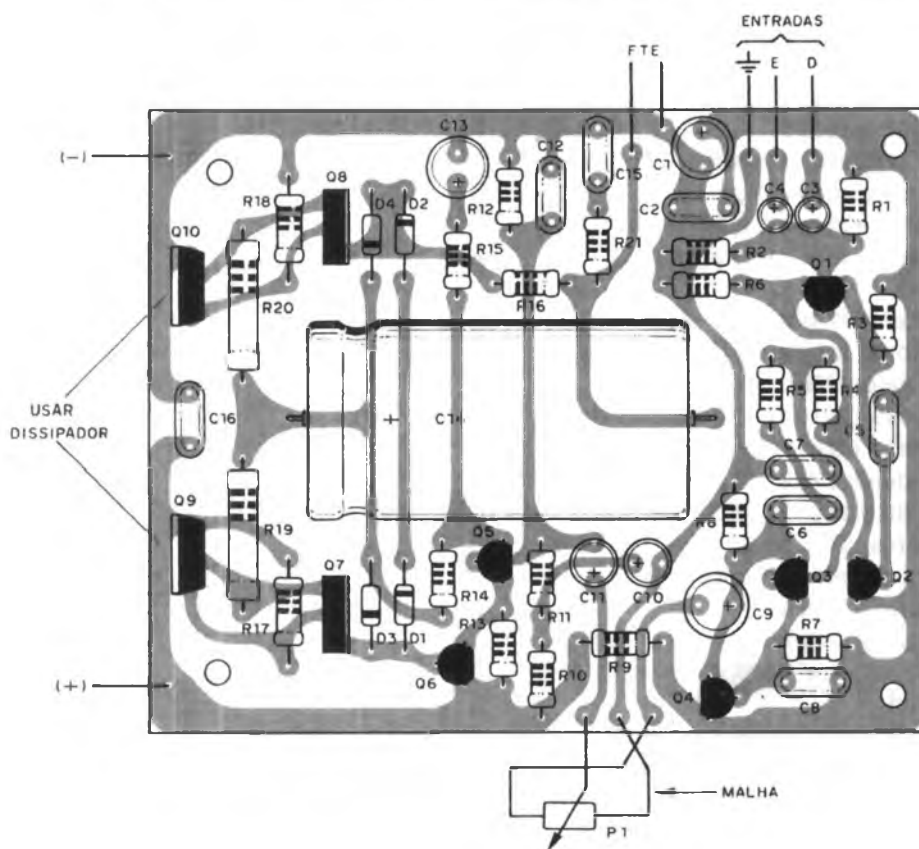 ENTRADAS
FTE
E
D
(-)
C13
C12
C15
C1
C4
C3
Q8
R18
D4
D2
R12
C2
R1
Q10
R15
R21
R2
Q1
R16
R6
R20
R3
USAR
DISSIPADOR
C16
C14
R5
R4
C5
C7
Q9
R19
R8
C6
Q5
Q7
Q3
Q2
R14
R11
C11
C10
C9
R17
R13
R7
D3
D1
R9
(+)
Q6
R10
Q4
C8
MALHA
P1